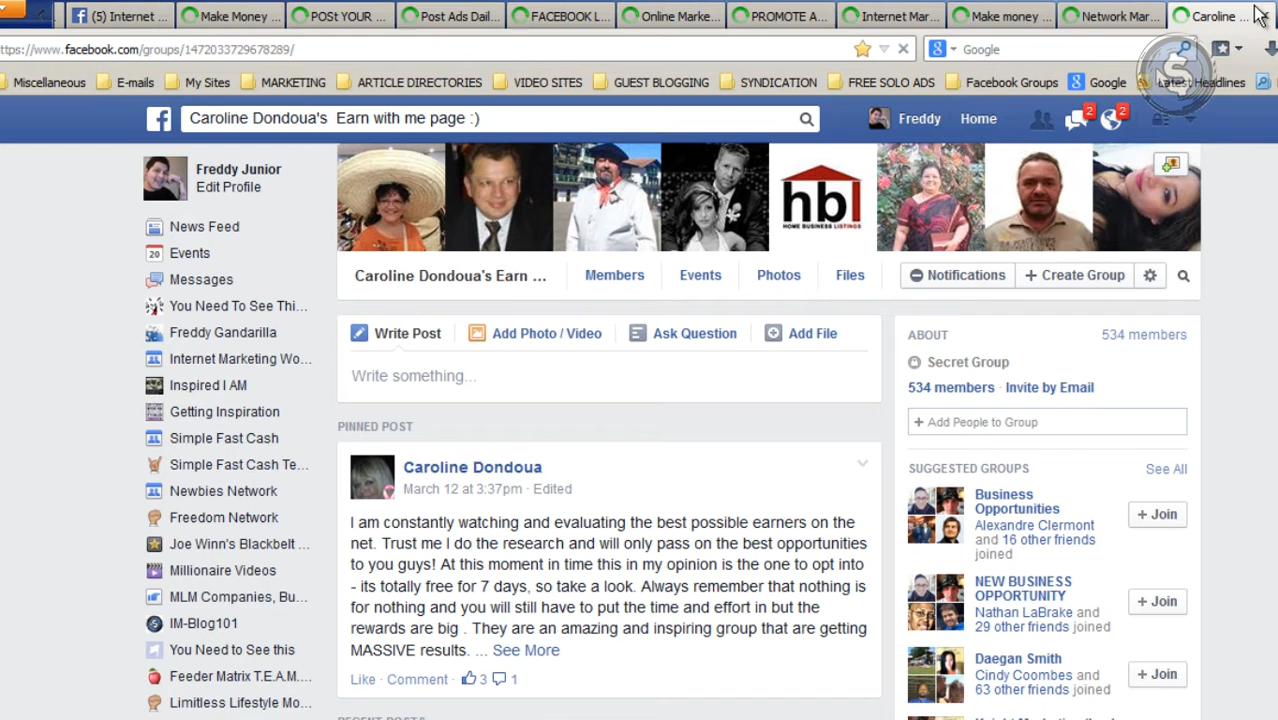 (5) Internet ...
Make Money ...
POSt YOUR ...
Post Ads Dail...
FACEBOOK L...
Online Marke...
PROMOTE A...
Internet Mar...
Make money ...
Network Mar...
Caroline ...
https://www.facebook.com/groups/1472033729678289/
Google
Miscellaneous
E-mails
My Sites
MARKETING
ARTICLE DIRECTOR...
VIDEO SITES
GUEST BLOGGING
SYNDICATION
FREE SOLO ADS
Facebook Groups
Google
Latest Headlines
Caroline Dondoua's Earn with me page :)
Freddy
Home
2
2
Freddy Junior
Edit Profile
News Feed
20 Events
Messages
You Need To See Thi...
Freddy Gandarilla
Internet Marketing Wo...
Inspired I AM
Getting Inspiration
Simple Fast Cash
Simple Fast Cash Te...
Newbies Network
Freedom Network
Joe Winn's Blackbelt ...
Millionaire Videos
MLM Companies, Bu...
IM-Blog101
You Need to See this
Feeder Matrix T.E.A.M....
Limitless Lifestyle Mo...
hbl
HOME BUSINESS LISTINGS
Caroline Dondoua's Earn ...
Members
Events
Photos
Files
Notifications
+ Create Group
Write Post
Add Photo / Video
Ask Question
Add File
Write something...
PINNED POST
Caroline Dondoua
March 12 at 3:37pm · Edited
I am constantly watching and evaluating the best possible earners on the
net. Trust me I do the research and will only pass on the best opportunities
to you guys! At this moment in time this in my opinion is the one to opt into
- its totally free for 7 days, so take a look. Always remember that nothing is
for nothing and you will still have to put the time and effort in but the
rewards are big . They are an amazing and inspiring group that are getting
MASSIVE results. ... See More
Like · Comment · 3 1
RECENT POSTS
ABOUT
534 members
Secret Group
534 members · Invite by Email
+ Add People to Group
SUGGESTED GROUPS
See All
Business
Opportunities
Alexandre Clermont
and 16 other friends
joined
+ Join
NEW BUSINESS
OPPORTUNITY
Nathan LaBrake and
29 other friends joined
+ Join
Daegan Smith
Cindy Coombes and
63 other friends joined
+ Join